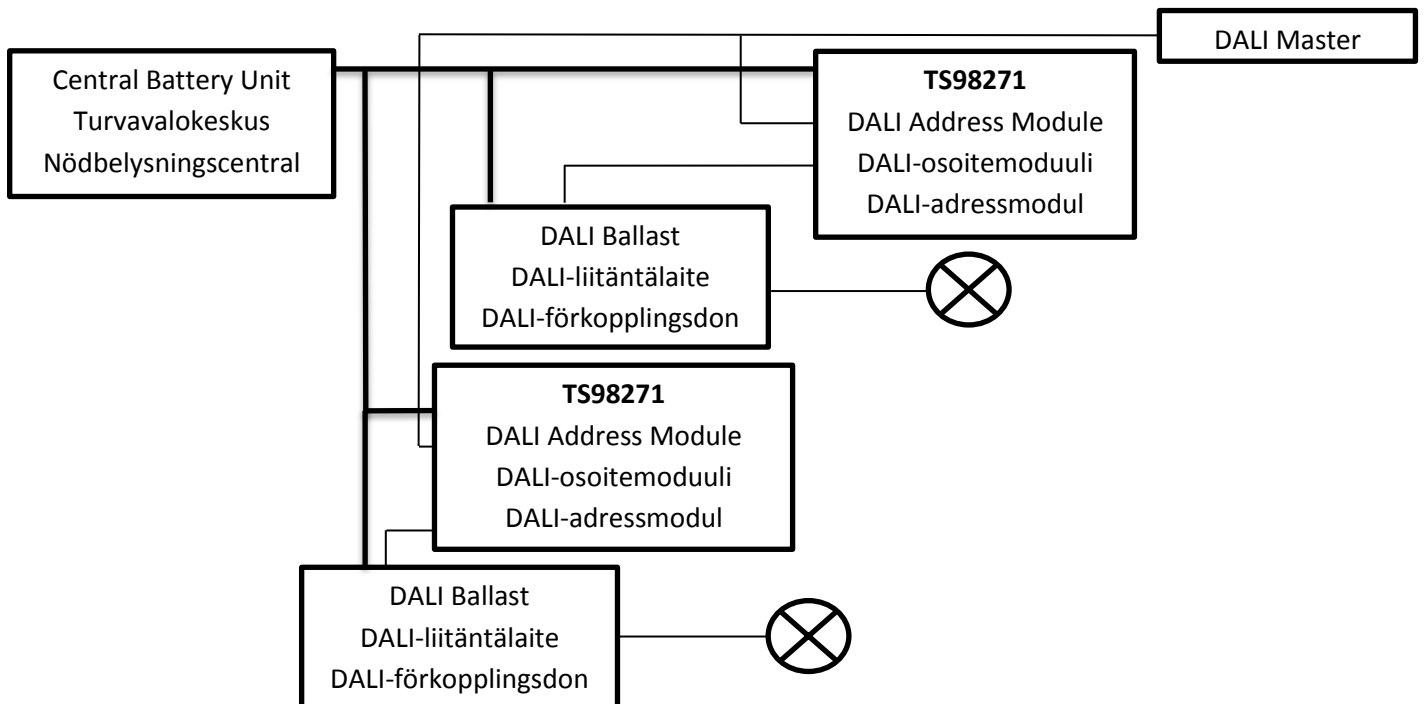 DALI Master
Central Battery Unit
Turvavalokeskus
Nödbelysningscentral
TS98271
DALI Address Module
DALI-osoitemoduuli
DALI-adressmodul
DALI Ballast
DALI-liitäntälaite
DALI-förkopplingsdon
TS98271
DALI Address Module
DALI-osoitemoduuli
DALI-adressmodul
DALI Ballast
DALI-liitäntälaite
DALI-förkopplingsdon